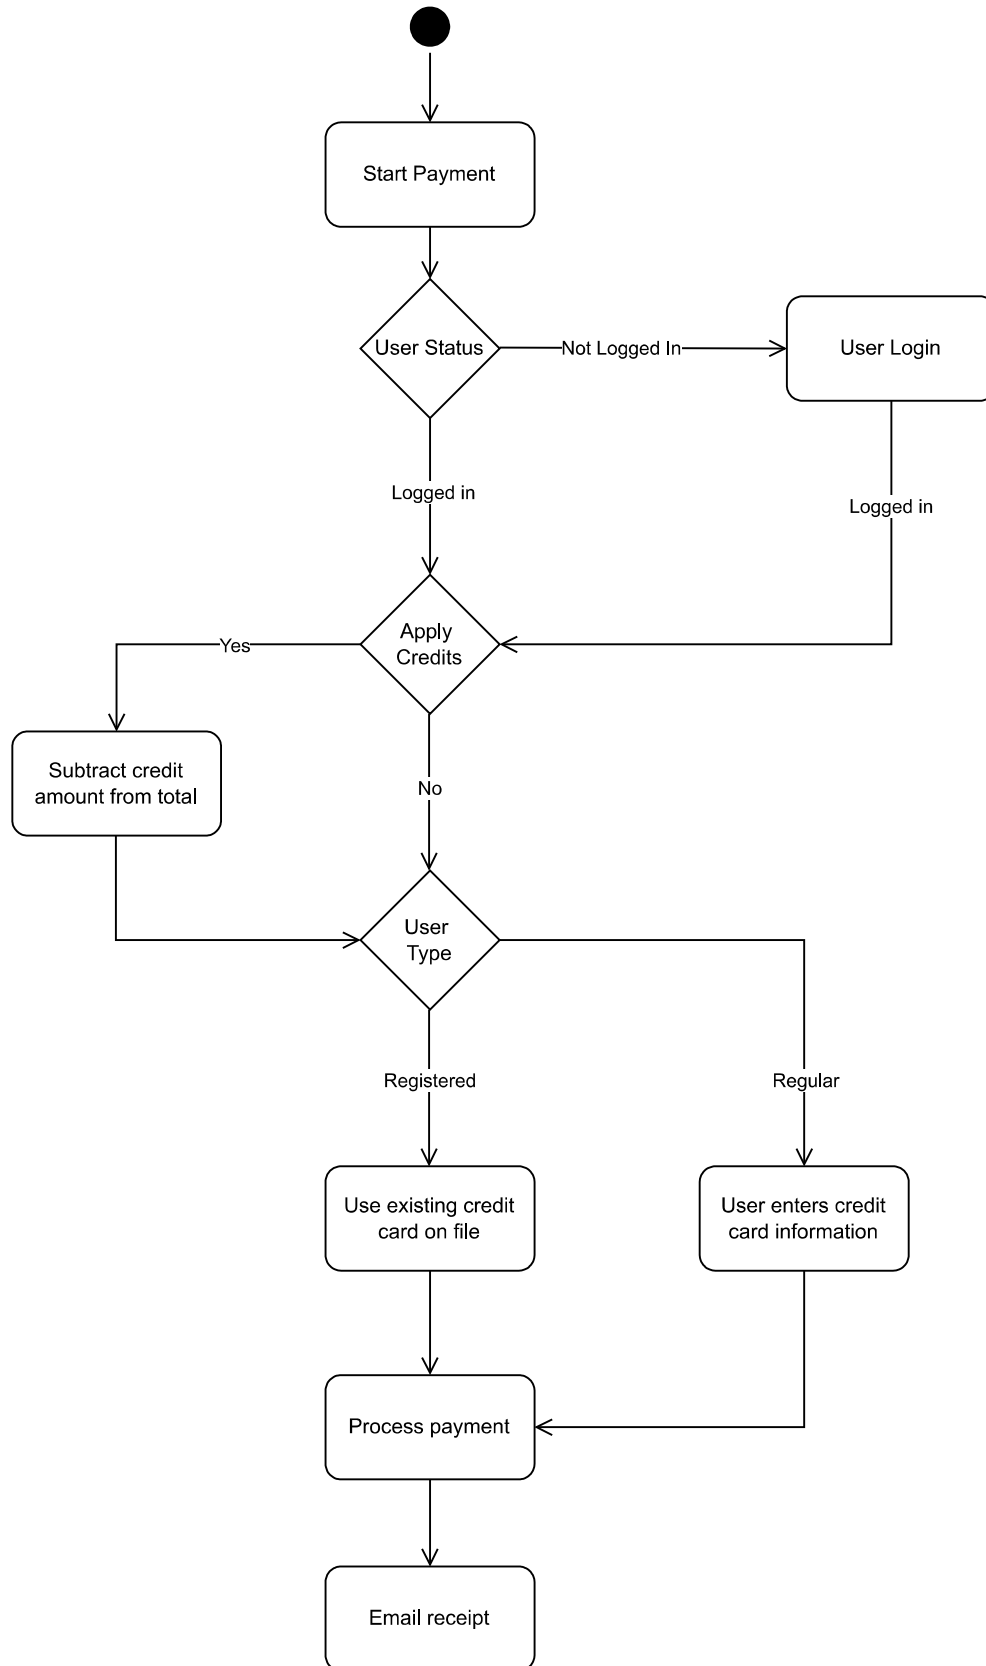 Start Payment
User Status
Not Logged In
User Login
Logged in
Logged in
Apply
Credits
Yes
Subtract credit
amount from total
No
User
Type
Registered
Regular
Use existing credit
card on file
User enters credit
card information
Process payment
Email receipt